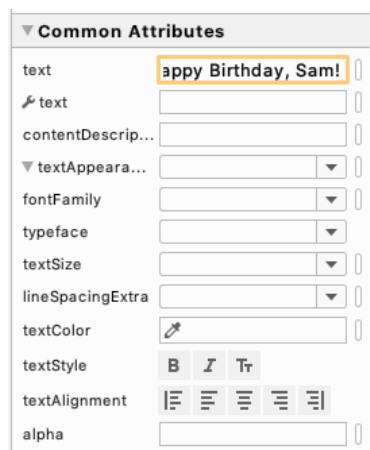 Common Attributes
text appy Birthday, Sam!
text
contentDescrip...
textAppeara...
fontFamily
typeface
textSize
lineSpacingExtra
textColor
textStyle B I Tт
textAlignment
alpha